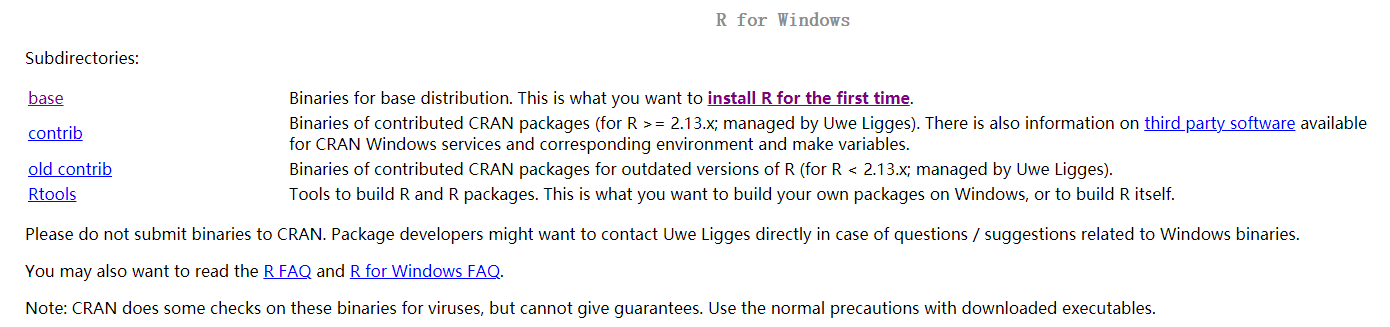 R for Windows
Subdirectories:
base Binaries for base distribution. This is what you want to install R for the first time.
contrib Binaries of contributed CRAN packages (for R >= 2.13.x; managed by Uwe Ligges). There is also information on third party software available
for CRAN Windows services and corresponding environment and make variables.
old contrib Binaries of contributed CRAN packages for outdated versions of R (for R < 2.13.x; managed by Uwe Ligges).
Rtools Tools to build R and R packages. This is what you want to build your own packages on Windows, or to build R itself.
Please do not submit binaries to CRAN. Package developers might want to contact Uwe Ligges directly in case of questions / suggestions related to Windows binaries.
You may also want to read the R FAQ and R for Windows FAQ.
Note: CRAN does some checks on these binaries for viruses, but cannot give guarantees. Use the normal precautions with downloaded executables.